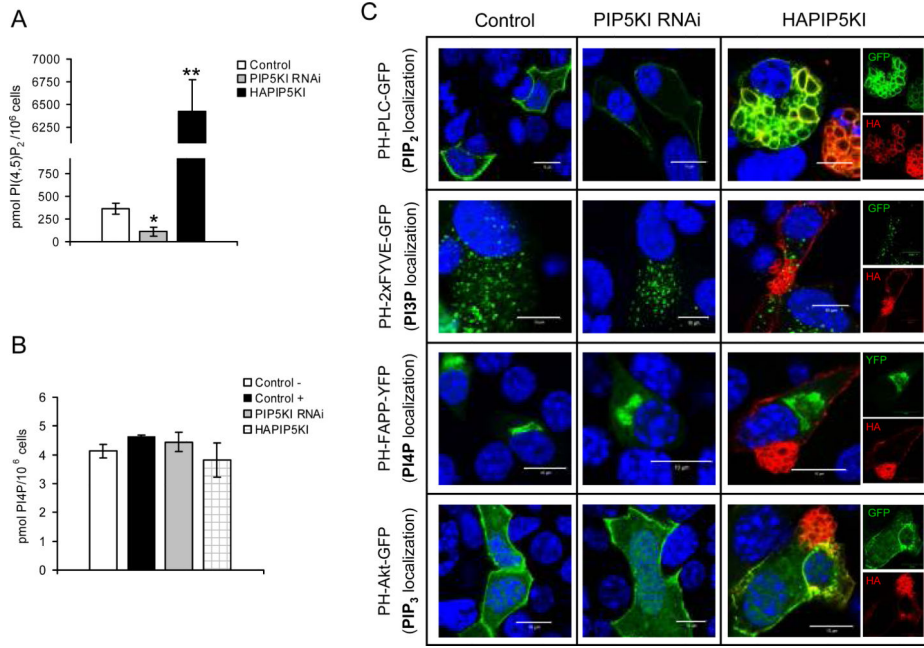 A
pmol PI(4,5)P2 /10^6 cells
7000
6750
6500
6250
750
500
250
0
*
**
Control
PIP5KI RNAi
HAPIP5KI
B
pmol PI4P/10^6 cells
6
5
4
3
2
1
0
Control -
Control +
PIP5KI RNAi
HAPIP5KI
C
Control
PIP5KI RNAi
HAPIP5KI
PH-PLC-GFP
(PIP2 localization)
GFP
HA
PH-2xFYVE-GFP
(PI3P localization)
GFP
HA
PH-FAPP-YFP
(PI4P localization)
10 µm
YFP
HA
PH-Akt-GFP
(PIP3 localization)
GFP
HA